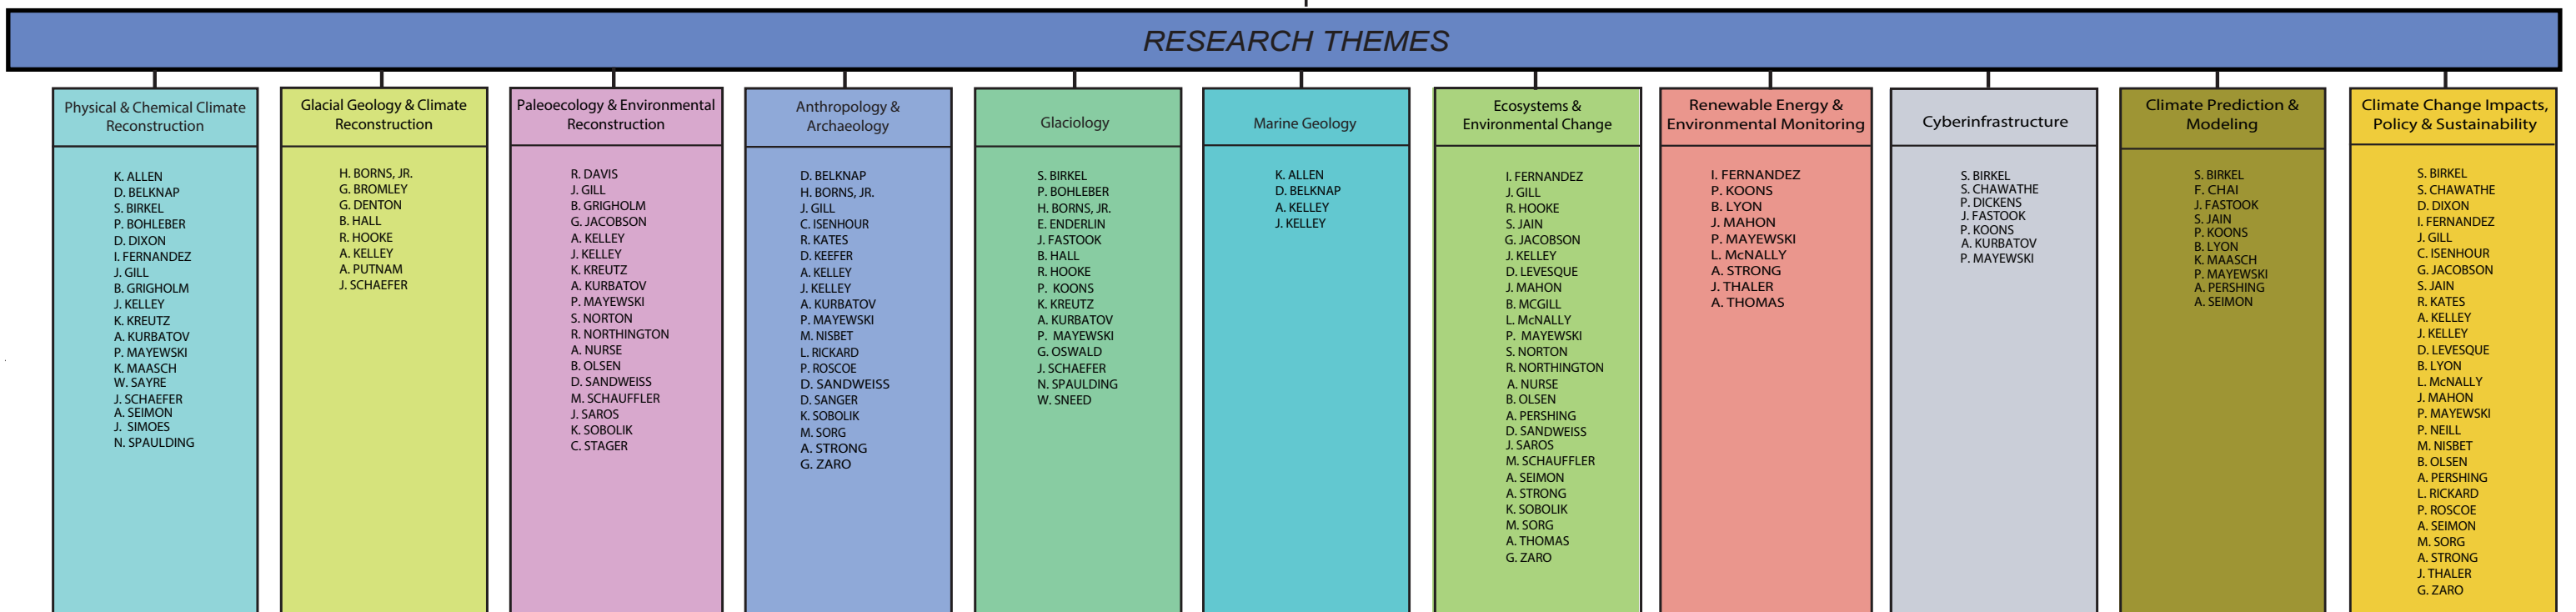 RESEARCH THEMES
Physical & Chemical Climate
Reconstruction
K. ALLEN
D. BELKNAP
S. BIRKEL
P. BOHLEBER
D. DIXON
I. FERNANDEZ
J. GILL
B. GRIGHOLM
J. KELLEY
K. KREUTZ
A. KURBATOV
P. MAYEWSKI
K. MAASCH
W. SAYRE
J. SCHAEFER
A. SEIMON
J. SIMOES
N. SPAULDING
Glacial Geology & Climate
Reconstruction
H. BORNS, JR.
G. BROMLEY
G. DENTON
B. HALL
R. HOOKE
A. KELLEY
A. PUTNAM
J. SCHAEFER
Paleoecology & Environmental
Reconstruction
R. DAVIS
J. GILL
B. GRIGHOLM
G. JACOBSON
A. KELLEY
J. KELLEY
K. KREUTZ
A. KURBATOV
P. MAYEWSKI
S. NORTON
R. NORTHINGTON
A. NURSE
B. OLSEN
D. SANDWEISS
M. SCHAUFFLER
J. SAROS
K. SOBOLIK
C. STAGER
Anthropology &
Archaeology
D. BELKNAP
H. BORNS, JR.
J. GILL
C. ISENHOUR
R. KATES
D. KEEFER
A. KELLEY
J. KELLEY
A. KURBATOV
P. MAYEWSKI
M. NISBET
L. RICKARD
P. ROSCOE
D. SANDWEISS
D. SANGER
K. SOBOLIK
M. SORG
A. STRONG
G. ZARO
Glaciology
S. BIRKEL
P. BOHLEBER
H. BORNS, JR.
E. ENDERLIN
J. FASTOOK
B. HALL
R. HOOKE
P. KOONS
K. KREUTZ
A. KURBATOV
P. MAYEWSKI
G. OSWALD
J. SCHAEFER
N. SPAULDING
W. SNEED
Marine Geology
K. ALLEN
D. BELKNAP
A. KELLEY
J. KELLEY
Ecosystems &
Environmental Change
I. FERNANDEZ
J. GILL
R. HOOKE
S. JAIN
G. JACOBSON
J. KELLEY
D. LEVESQUE
J. MAHON
B. MCGILL
L. McNALLY
P. MAYEWSKI
S. NORTON
R. NORTHINGTON
A. NURSE
B. OLSEN
A. PERSHING
D. SANDWEISS
J. SAROS
M. SCHAUFFLER
A. SEIMON
A. STRONG
K. SOBOLIK
M. SORG
A. THOMAS
G. ZARO
Renewable Energy &
Environmental Monitoring
I. FERNANDEZ
P. KOONS
B. LYON
J. MAHON
P. MAYEWSKI
L. McNALLY
A. STRONG
J. THALER
A. THOMAS
Cyberinfrastructure
S. BIRKEL
S. CHAWATHE
P. DICKENS
J. FASTOOK
P. KOONS
A. KURBATOV
P. MAYEWSKI
Climate Prediction &
Modeling
S. BIRKEL
F. CHAI
J. FASTOOK
S. JAIN
P. KOONS
B. LYON
K. MAASCH
P. MAYEWSKI
A. PERSHING
A. SEIMON
Climate Change Impacts,
Policy & Sustainability
S. BIRKEL
S. CHAWATHE
D. DIXON
I. FERNANDEZ
J. GILL
C. ISENHOUR
G. JACOBSON
S. JAIN
R. KATES
A. KELLEY
J. KELLEY
D. LEVESQUE
B. LYON
L. McNALLY
J. MAHON
P. MAYEWSKI
P. NEILL
M. NISBET
B. OLSEN
A. PERSHING
L. RICKARD
P. ROSCOE
A. SEIMON
M. SORG
A. STRONG
J. THALER
G. ZARO